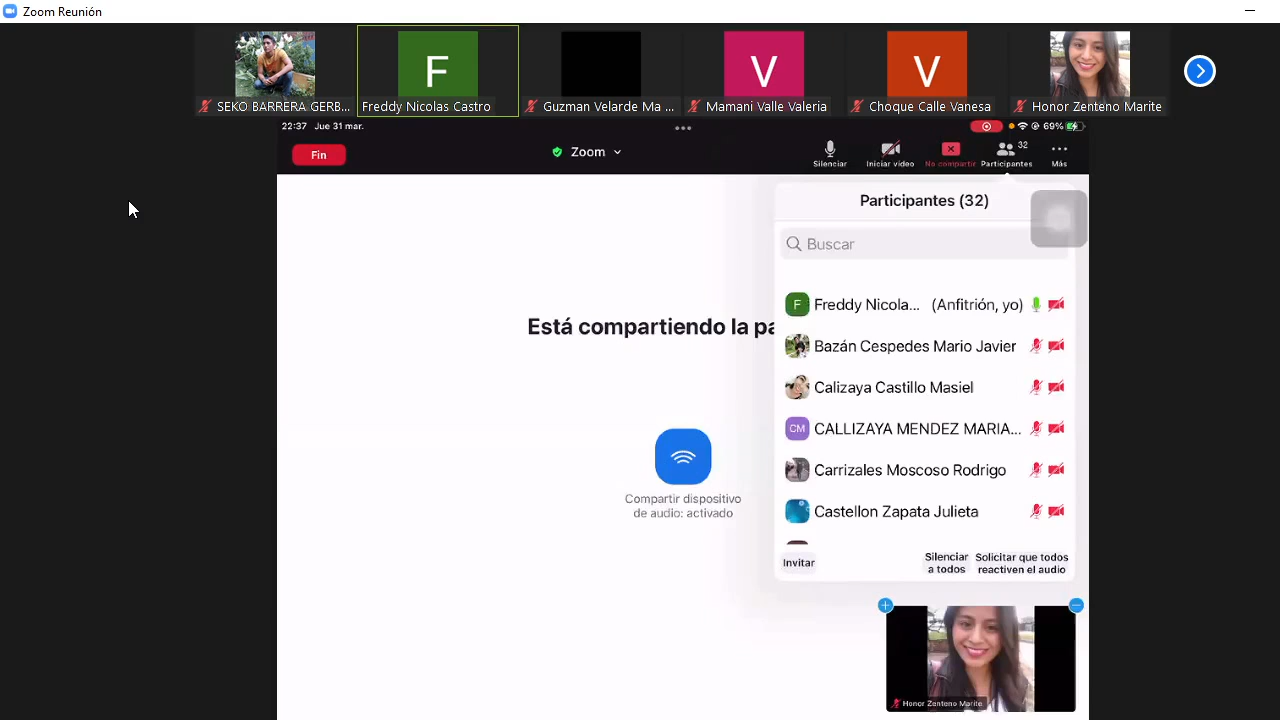 Zoom Reunión
F
V
V
SEKO BARRERA GERB...
Freddy Nicolas Castro
Guzman Velarde Ma ...
Mamani Valle Valeria
Choque Calle Vanesa
Honor Zenteno Marite
22:37 Jue 31 mar.
69%
Fin
Zoom
Silenciar
Iniciar video
No compartir
Participantes
32
Más
Participantes (32)
Buscar
F
Freddy Nicola... (Anfitrión, yo)
Está compartiendo la pa
Bazán Cespedes Mario Javier
Calizaya Castillo Masiel
CM
CALLIZAYA MENDEZ MARIA...
Carrizales Moscoso Rodrigo
Castellon Zapata Julieta
Compartir dispositivo
de audio: activado
Invitar
Silenciar
a todos
Solicitar que todos
reactiven el audio
Honor Zenteno Marite